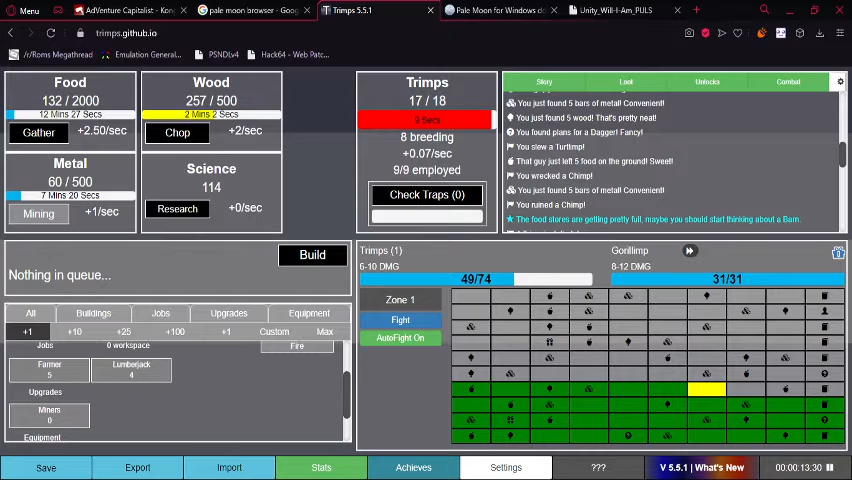 Menu
AdVenture Capitalist - Kong
pale moon browser - Goog
Trimps 5.5.1
Pale Moon for Windows do
Unity_Will-I-Am_PULS
trimps.github.io
/r/Roms Megathread
Emulation General...
PSNDLv4
Hack64 - Web Patc...
Food
132 / 2000
12 Mins 27 Secs
Gather
+2.50/sec
Wood
257 / 500
2 Mins 2 Secs
Chop
+2/sec
Metal
60 / 500
7 Mins 20 Secs
Mining
+1/sec
Science
114
Research
+0/sec
Trimps
17 / 18
9 Secs
8 breeding
+0.07/sec
9/9 employed
Check Traps (0)
Story
Loot
Unlocks
Combat
You just found 5 bars of metal! Convenient!
You just found 5 wood! That's pretty neat!
You found plans for a Dagger! Fancy!
You slew a Turtlimp!
That guy just left 5 food on the ground! Sweet!
You wrecked a Chimp!
You just found 5 bars of metal! Convenient!
You ruined a Chimp!
The food stores are getting pretty full, maybe you should start thinking about a Barn.
Build
Nothing in queue...
All
Buildings
Jobs
Upgrades
Equipment
+1
+10
+25
+100
+1
Custom
Max
Jobs
0 workspace
Fire
Farmer
5
Lumberjack
4
Upgrades
Miners
0
Equipment
Trimps (1)
6-10 DMG
49/74
Gorillimp
8-12 DMG
31/31
Zone 1
Fight
AutoFight On
Save
Export
Import
Stats
Achieves
Settings
???
V 5.5.1 | What's New
00:00:13:30